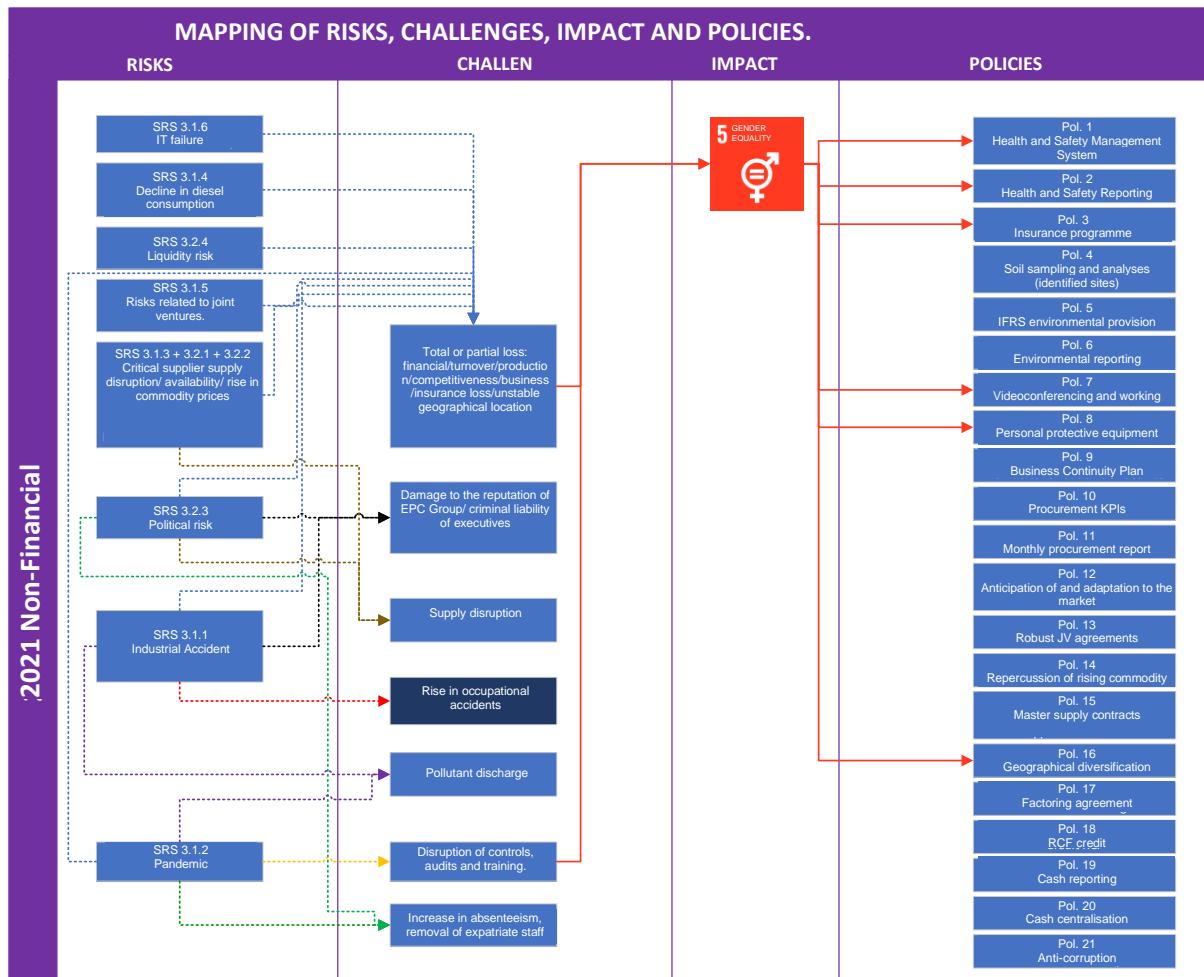 MAPPING OF RISKS, CHALLENGES, IMPACT AND POLICIES.
RISKS
CHALLEN
IMPACT
POLICIES
:2021 Non-Financial
SRS 3.1.6
IT failure
SRS 3.1.4
Decline in diesel
consumption
SRS 3.2.4
Liquidity risk
SRS 3.1.5
Risks related to joint
ventures.
SRS 3.1.3 + 3.2.1 + 3.2.2
Critical supplier supply
disruption/ availability/ rise in
commodity prices
SRS 3.2.3
Political risk
SRS 3.1.1
Industrial Accident
SRS 3.1.2
Pandemic
Total or partial loss:
financial/turnover/productio
n/competitiveness/business
/insurance loss/unstable
geographical location
Damage to the reputation of
EPC Group/ criminal liability
of executives
Supply disruption
Rise in occupational
accidents
Pollutant discharge
Disruption of controls,
audits and training.
Increase in absenteeism,
removal of expatriate staff
5 GENDER
EQUALITY
Pol. 1
Health and Safety Management
System
Pol. 2
Health and Safety Reporting
Pol. 3
Insurance programme
Pol. 4
Soil sampling and analyses
(identified sites)
Pol. 5
IFRS environmental provision
Pol. 6
Environmental reporting
Pol. 7
Videoconferencing and working
Pol. 8
Personal protective equipment
Pol. 9
Business Continuity Plan
Pol. 10
Procurement KPIs
Pol. 11
Monthly procurement report
Pol. 12
Anticipation of and adaptation to the
market
Pol. 13
Robust JV agreements
Pol. 14
Repercussion of rising commodity
Pol. 15
Master supply contracts
Pol. 16
Geographical diversification
Pol. 17
Factoring agreement
Pol. 18
RCF credit
Pol. 19
Cash reporting
Pol. 20
Cash centralisation
Pol. 21
Anti-corruption